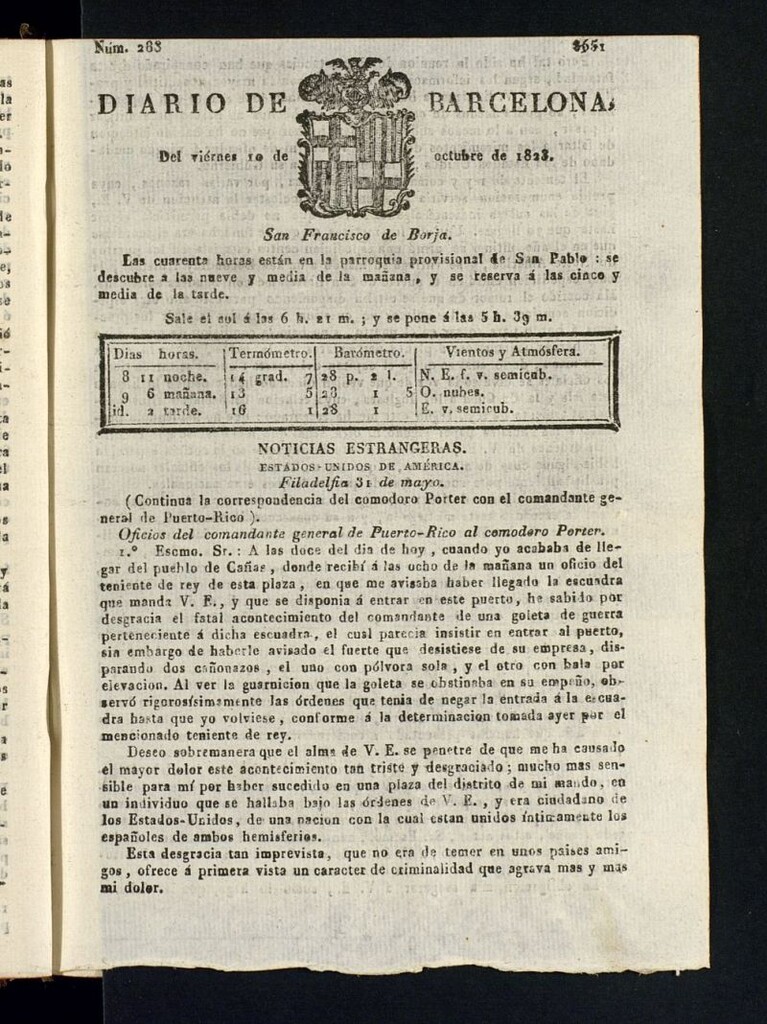 Núm. 283
DIARIO DE BARCELONA,
Del viérnes 10 de octubre de 1823.
San Francisco de Borja.
Las cuarenta horas están en la parroquia provisional de San Pablo : se
descubre a las nueve y media de la mañana, y se reserva á las cinco y
media de la tarde.
Sale el sol á las 6 h. 21 m. ; y se pone á las 5 h. 39 m.
Dias horas. Termómetro. Barómetro. Vientos y Atmósfera.
8 11 noche. 14 grad. 7 28 p. 2 l. N. E. f. v. semicub.
9 6 mañana. 13 5 28 1 5 O. nubes.
id. 2 tarde. 16 1 28 1 E. v. semicub.
NOTICIAS ESTRANGERAS.
ESTADOS-UNIDOS DE AMÉRICA.
Filadelfia 31 de mayo.
(Continua la correspondencia del comodoro Porter con el comandante ge-
neral de Puerto-Rico ).
Oficios del comandante general de Puerto-Rico al comodoro Porter.
1.º Escmo. Sr. : A las doce del dia de hoy, cuando yo acababa de lle-
gar del pueblo de Cañas, donde recibí á las ocho de la mañana un oficio del
teniente de rey de esta plaza, en que me avisaba haber llegado la escuadra
que manda V. E., y que se disponia á entrar en este puerto, he sabido por
desgracia el fatal acontecimiento del comandante de una goleta de guerra
perteneciente á dicha escuadra, el cual parecia insistir en entrar al puerto,
sin embargo de haberle avisado el fuerte que desistiese de su empresa, dis-
parando dos cañonazos, el uno con pólvora sola, y el otro con bala por
elevacion. Al ver la guarnicion que la goleta se obstinaba en su empeño, ob-
servó rigorosísimamente las órdenes que tenia de negar la entrada á la escua-
dra hasta que yo volviese, conforme á la determinacion tomada ayer por el
mencionado teniente de rey.
Deseo sobremanera que el alma de V. E. se penetre de que me ha causado
el mayor dolor este acontecimiento tan triste y desgraciado ; mucho mas sen-
sible para mí por haber sucedido en una plaza del distrito de mi mando, en
un individuo que se hallaba bajo las órdenes de V. E., y era ciudadano de
los Estados-Unidos, de una nacion con la cual estan unidos íntimamente los
españoles de ambos hemisferios.
Esta desgracia tan imprevista, que no era de temer en unos paises ami-
gos, ofrece á primera vista un caracter de criminalidad que agrava mas y mas
mi dolor.